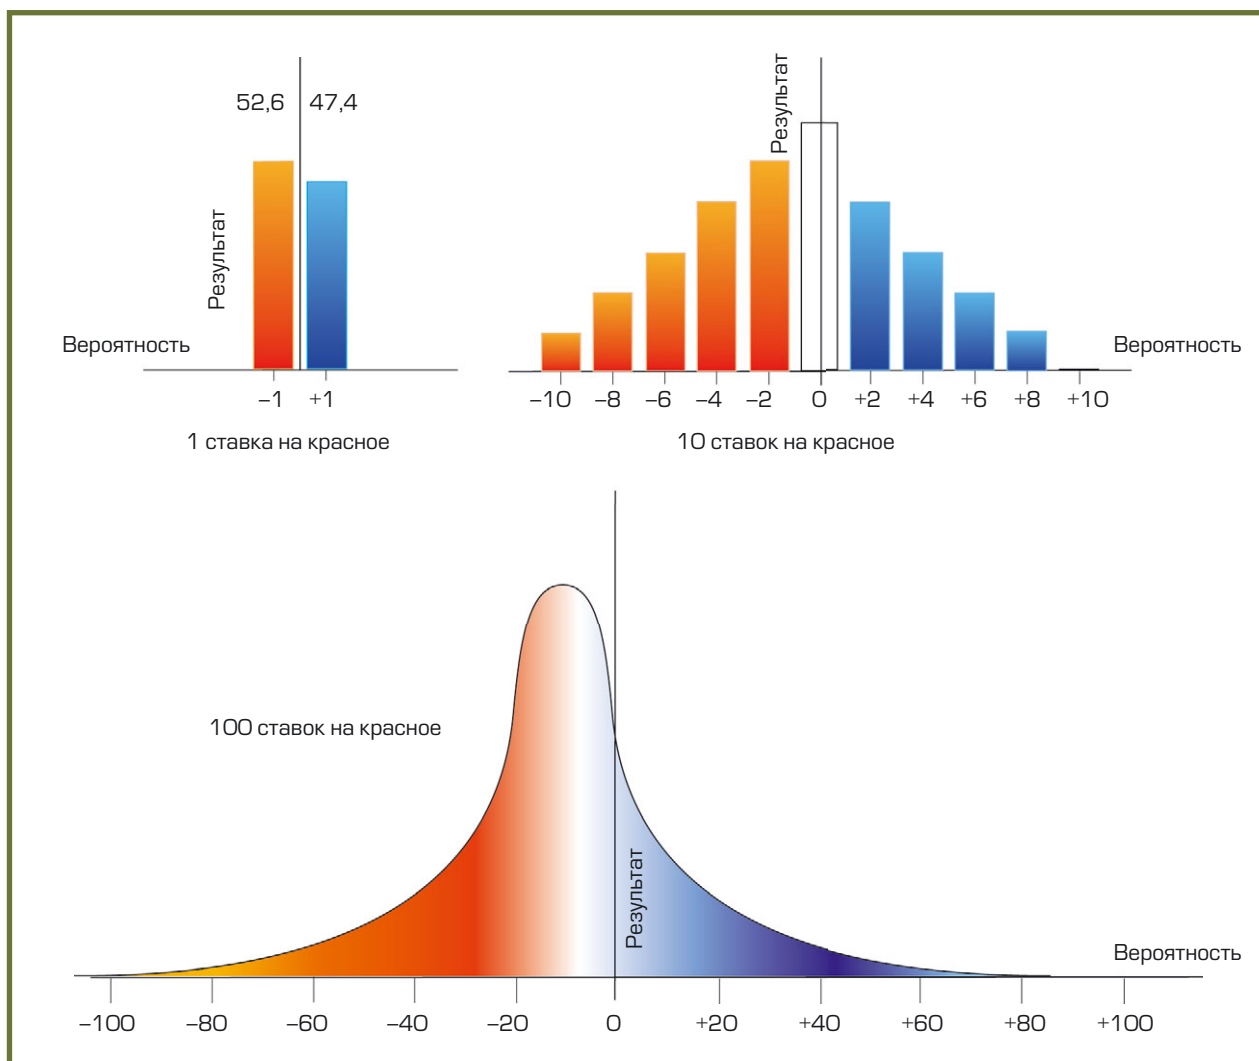 52,6 47,4
Результат
Вероятность
–1 +1
1 ставка на красное
Результат
Вероятность
–10 –8 –6 –4 –2 0 +2 +4 +6 +8 +10
10 ставок на красное
100 ставок на красное
Результат
Вероятность
–100 –80 –60 –40 –20 0 +20 +40 +60 +80 +100